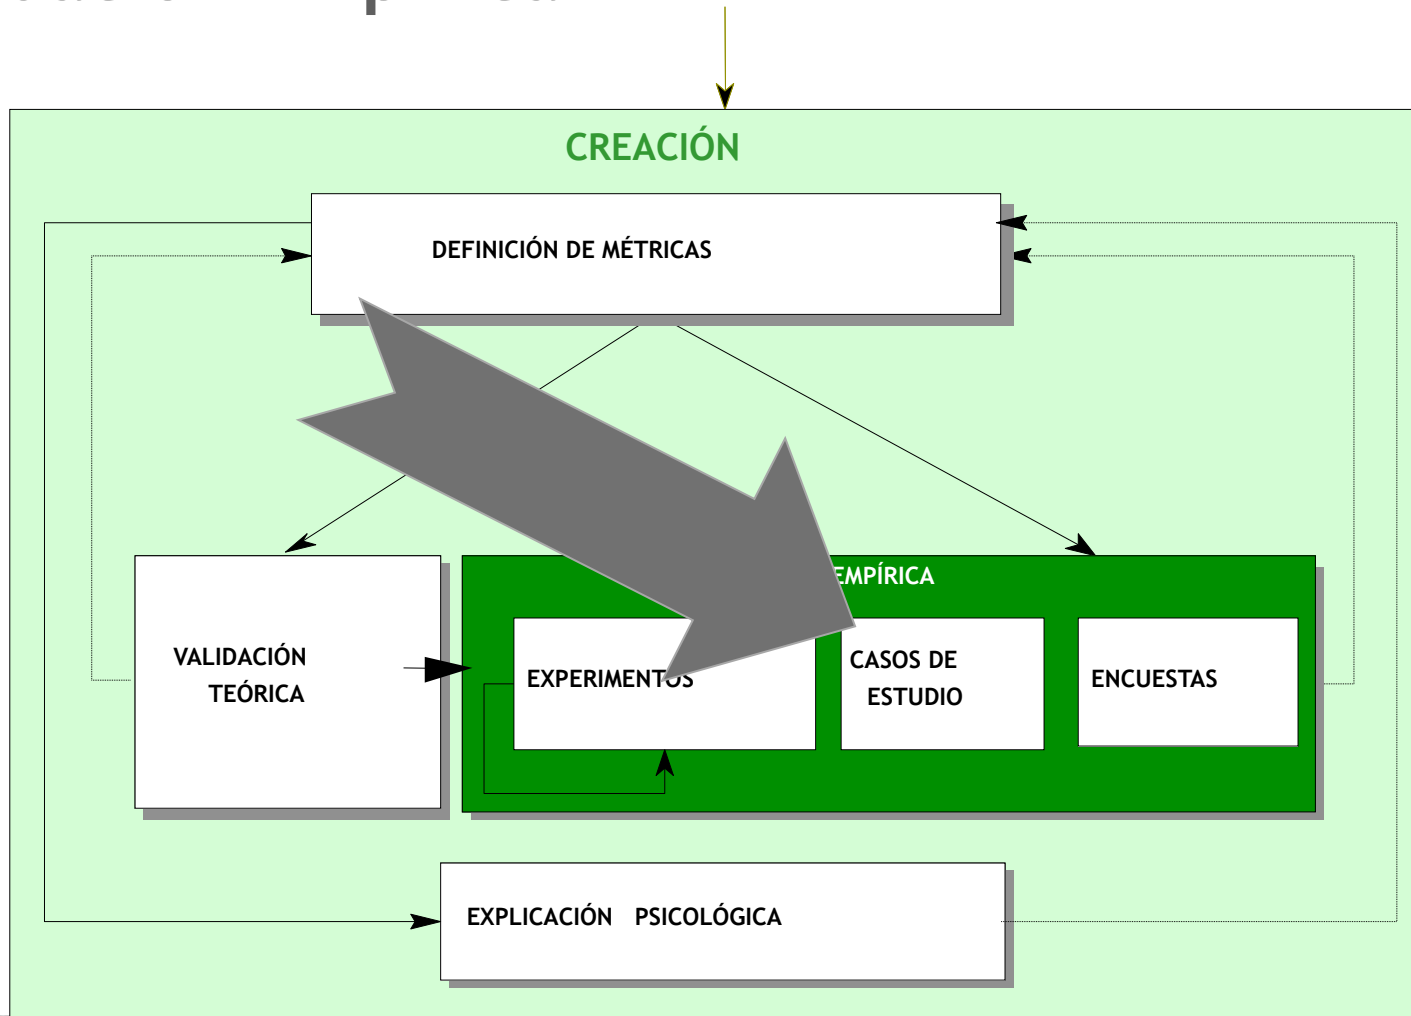 CREACIÓN
DEFINICIÓN DE MÉTRICAS
EMPÍRICA
VALIDACIÓN
TEÓRICA
EXPERIMENTOS
CASOS DE
ESTUDIO
ENCUESTAS
EXPLICACIÓN PSICOLÓGICA